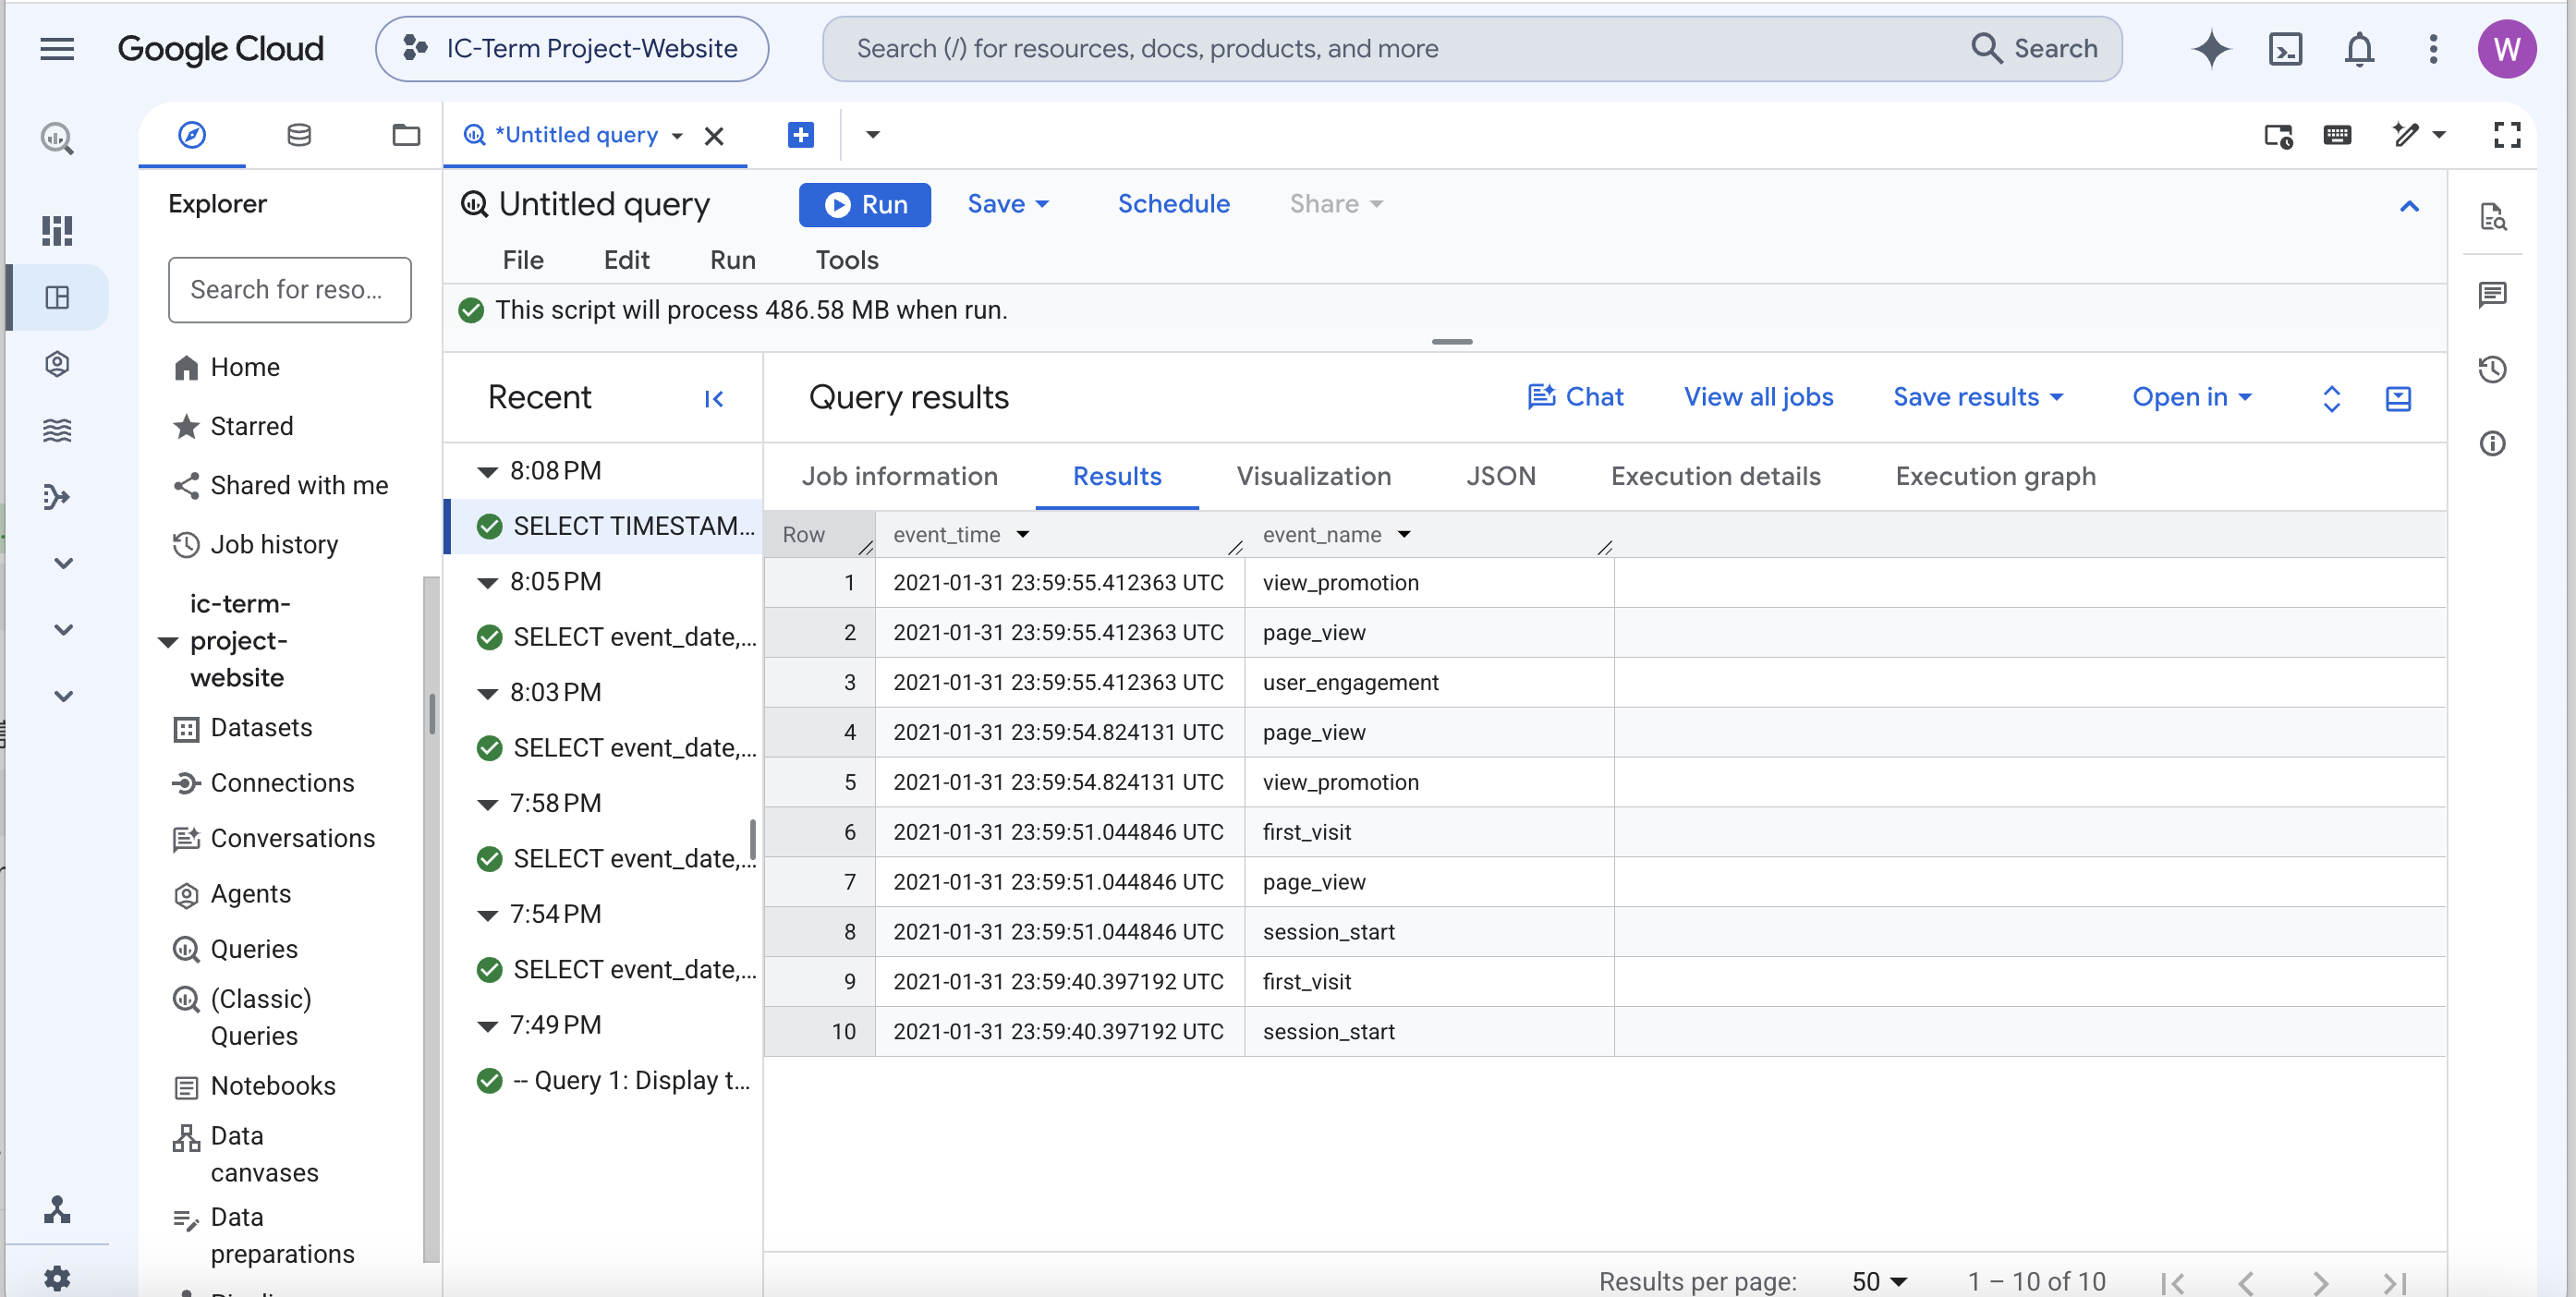 Google Cloud
IC-Term Project-Website
Search (/) for resources, docs, products, and more
Search
W
*Untitled query
Explorer
Untitled query
Run
Save
Schedule
Share
File
Edit
Run
Tools
Search for reso...
This script will process 486.58 MB when run.
Home
Starred
Shared with me
Job history
ic-term-
project-
website
Datasets
Connections
Conversations
Agents
Queries
(Classic)
Queries
Notebooks
Data
canvases
Data
preparations
Recent
8:08 PM
SELECT TIMESTAM...
8:05 PM
SELECT event_date,...
8:03 PM
SELECT event_date,...
7:58 PM
SELECT event_date,...
7:54 PM
SELECT event_date,...
7:49 PM
-- Query 1: Display t...
Query results
Chat
View all jobs
Save results
Open in
Job information
Results
Visualization
JSON
Execution details
Execution graph
Row event_time event_name
1 2021-01-31 23:59:55.412363 UTC view_promotion
2 2021-01-31 23:59:55.412363 UTC page_view
3 2021-01-31 23:59:55.412363 UTC user_engagement
4 2021-01-31 23:59:54.824131 UTC page_view
5 2021-01-31 23:59:54.824131 UTC view_promotion
6 2021-01-31 23:59:51.044846 UTC first_visit
7 2021-01-31 23:59:51.044846 UTC page_view
8 2021-01-31 23:59:51.044846 UTC session_start
9 2021-01-31 23:59:40.397192 UTC first_visit
10 2021-01-31 23:59:40.397192 UTC session_start
Results per page: 50 1 – 10 of 10